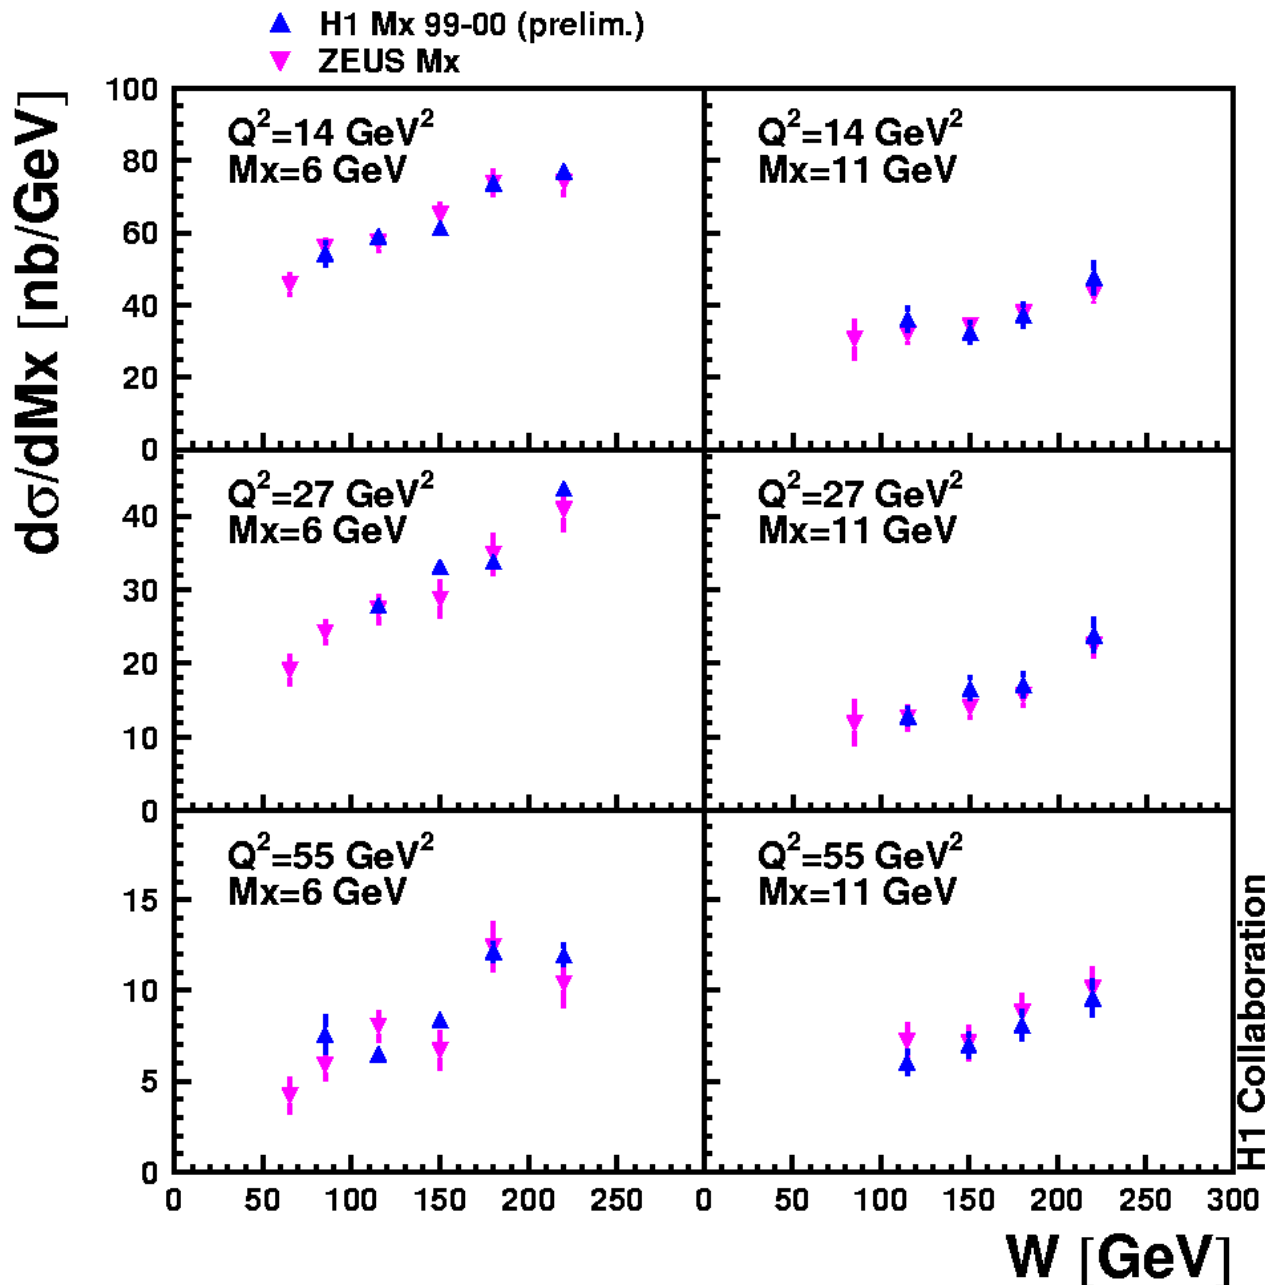 H1 Mx 99-00 (prelim.)
ZEUS Mx
dσ/dMx [nb/GeV]
100
80
60
40
20
0
Q²=14 GeV²
Mx=6 GeV
Q²=14 GeV²
Mx=11 GeV
40
30
20
10
0
Q²=27 GeV²
Mx=6 GeV
Q²=27 GeV²
Mx=11 GeV
15
10
5
0
Q²=55 GeV²
Mx=6 GeV
Q²=55 GeV²
Mx=11 GeV
0 50 100 150 200 250 0 50 100 150 200 250 300
W [GeV]
H1 Collaboration